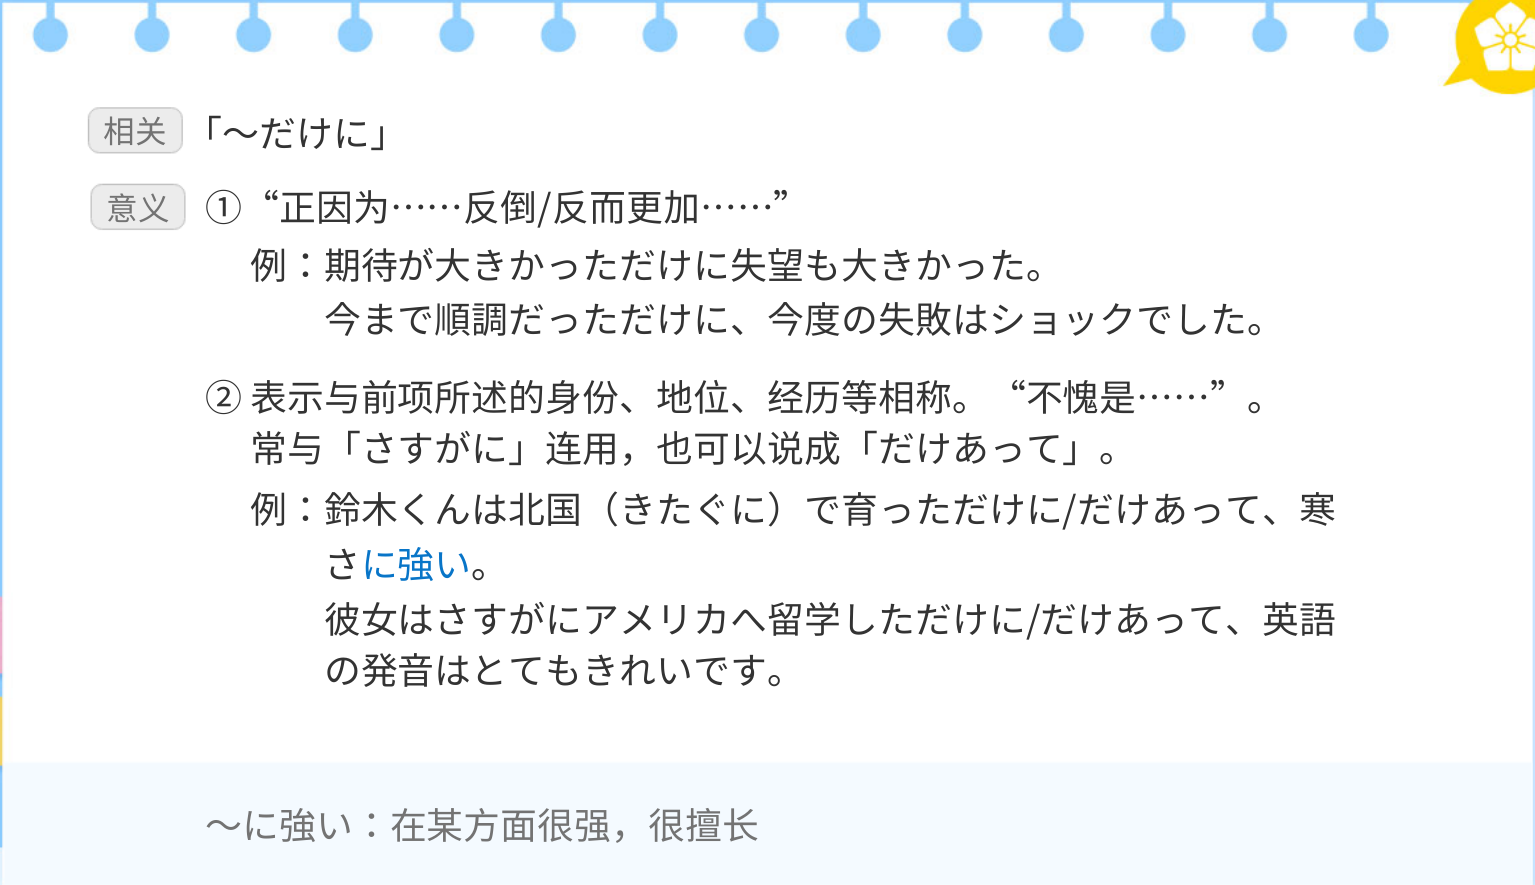 相关 「～だけに」
意义 ①“正因为……反倒/反而更加……”
例：期待が大きかっただけに失望も大きかった。
今まで順調だっただけに、今度の失敗はショックでした。
②表示与前项所述的身份、地位、经历等相称。“不愧是……”。
常与「さすがに」连用，也可以说成「だけあって」。
例：鈴木くんは北国（きたぐに）で育っただけに/だけあって、寒
さに強い。
彼女はさすがにアメリカへ留学しただけに/だけあって、英語
の発音はとてもきれいです。
～に強い：在某方面很强，很擅长